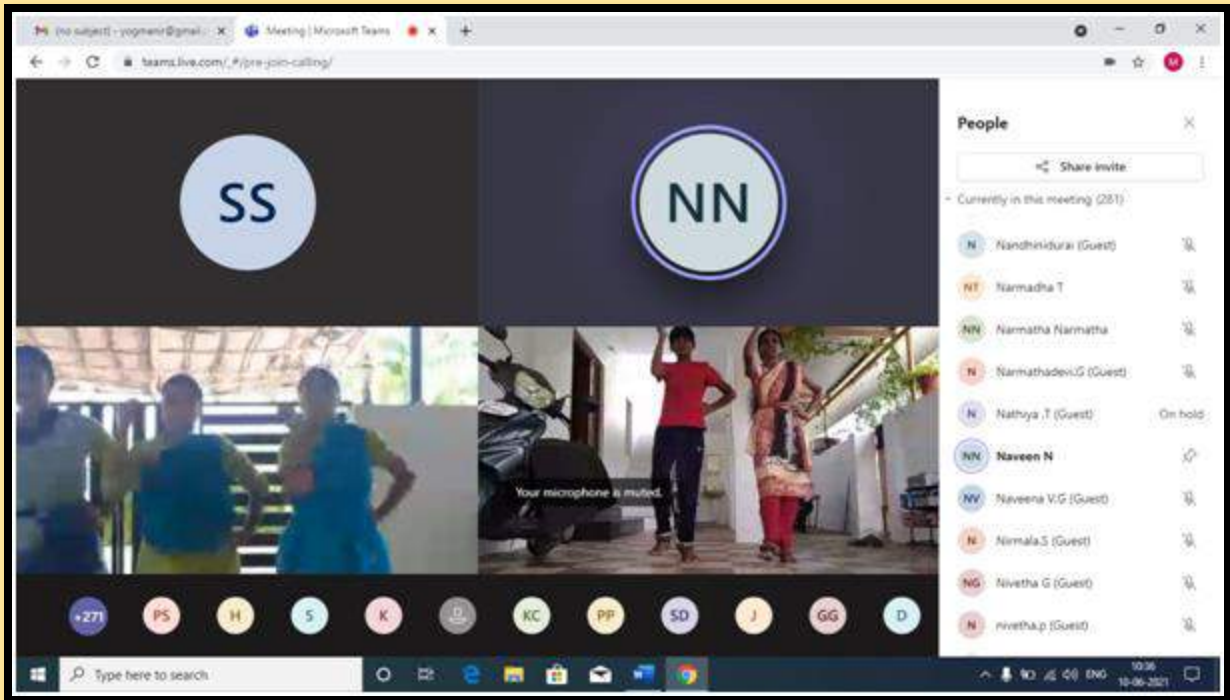 (no subject) - yogmanr@gmail. Meeting | Microsoft Teams
teams.live.com/_#/pre-join-calling/
M
SS
NN
People
Share invite
Currently in this meeting (281)
N Nandhinidurai (Guest)
NT Narmadha T
NN Narmatha Narmatha
N Narmathadevi.G (Guest)
N Nathiya .T (Guest) On hold
NN Naveen N
NV Naveena V.G (Guest)
N Nirmala.S (Guest)
NG Nivetha G (Guest)
N nivetha.p (Guest)
Your microphone is muted.
+271 PS H S K D KC PP SD J GG D
Type here to search
ENG
10:36
10-06-2021